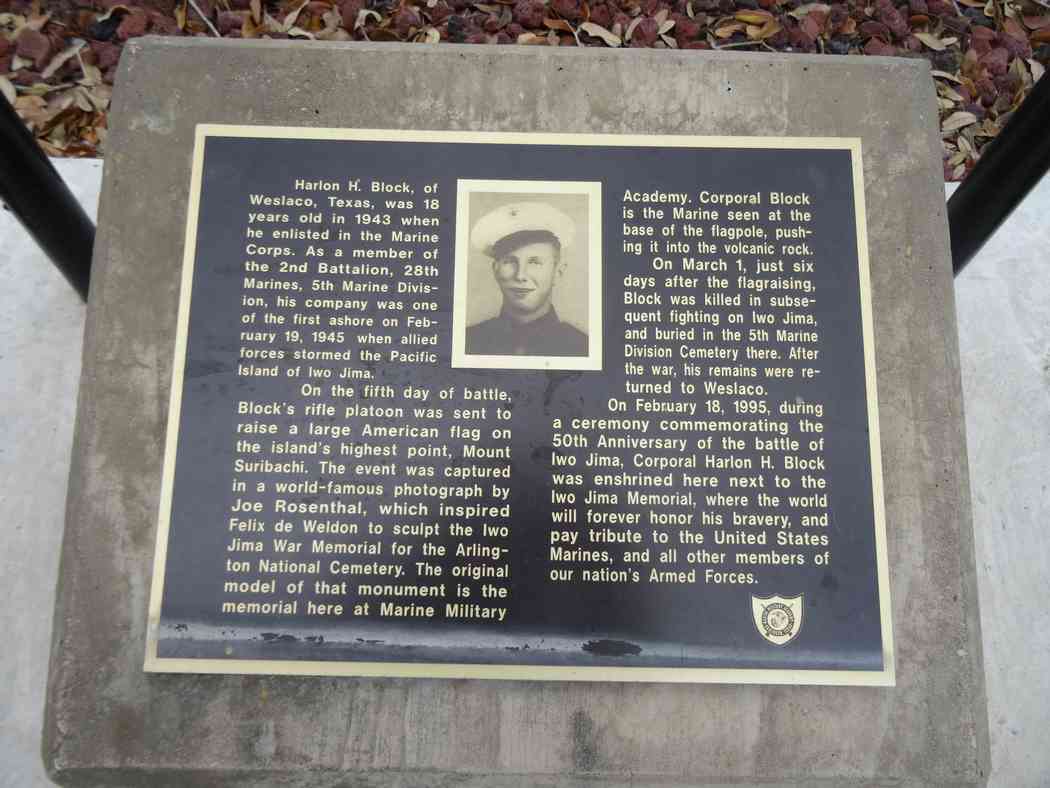 Harlon H. Block, of
Weslaco, Texas, was 18
years old in 1943 when
he enlisted in the Marine
Corps. As a member of
the 2nd Battalion, 28th
Marines, 5th Marine Divis-
ion, his company was one
of the first ashore on Feb-
ruary 19, 1945 when allied
forces stormed the Pacific
Island of Iwo Jima.
On the fifth day of battle,
Block's rifle platoon was sent to
raise a large American flag on
the island's highest point, Mount
Suribachi. The event was captured
in a world-famous photograph by
Joe Rosenthal, which inspired
Felix de Weldon to sculpt the Iwo
Jima War Memorial for the Arling-
ton National Cemetery. The original
model of that monument is the
memorial here at Marine Military
Academy. Corporal Block
is the Marine seen at the
base of the flagpole, push-
ing it into the volcanic rock.
On March 1, just six
days after the flagraising,
Block was killed in subse-
quent fighting on Iwo Jima,
and buried in the 5th Marine
Division Cemetery there. After
the war, his remains were re-
turned to Weslaco.
On February 18, 1995, during
a ceremony commemorating the
50th Anniversary of the battle of
Iwo Jima, Corporal Harlon H. Block
was enshrined here next to the
Iwo Jima Memorial, where the world
will forever honor his bravery, and
pay tribute to the United States
Marines, and all other members of
our nation's Armed Forces.